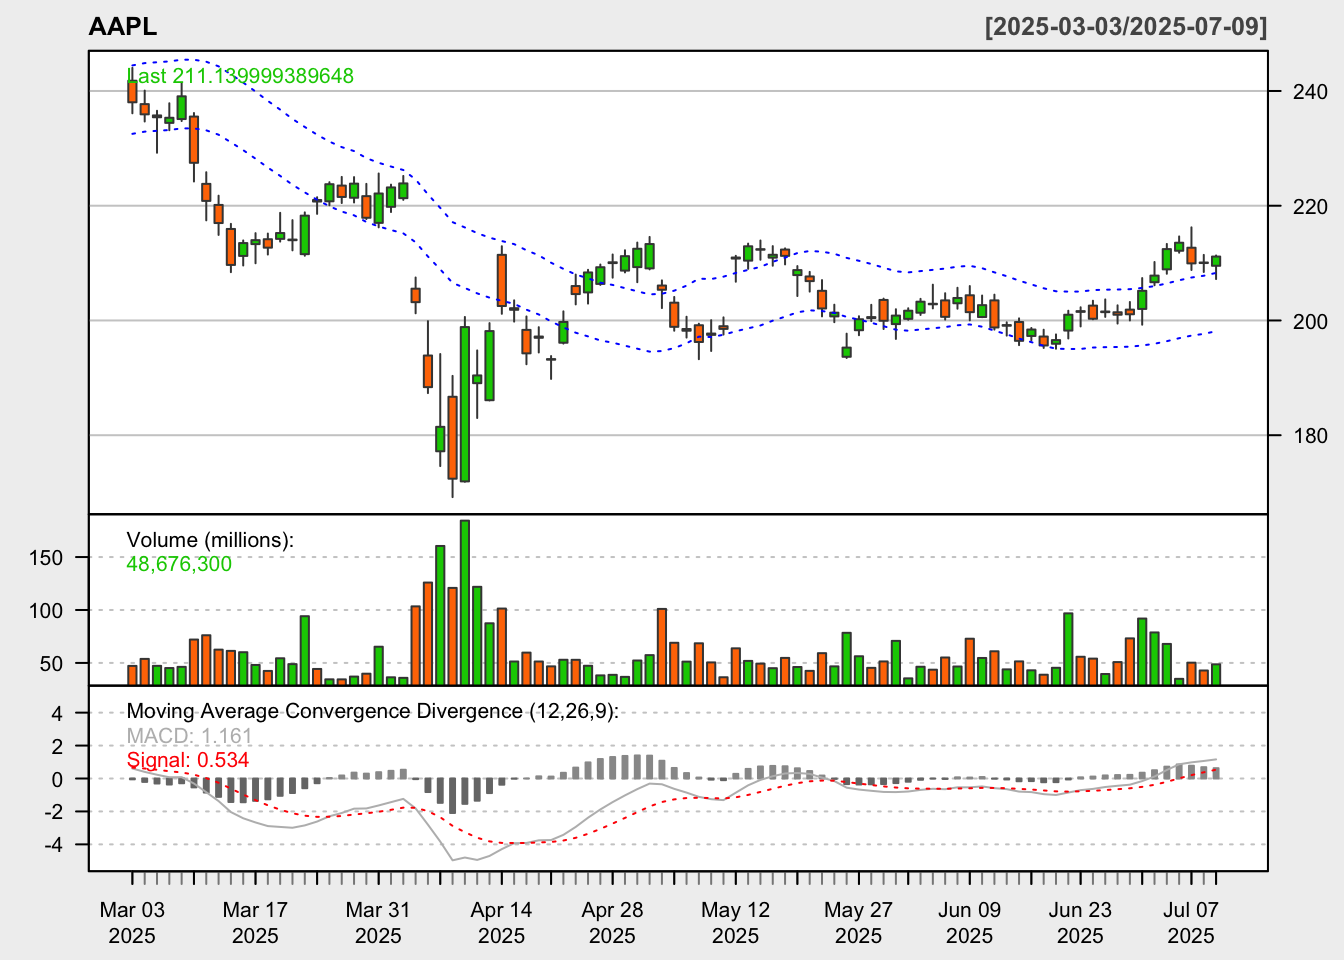 AAPL [2025-03-03/2025-07-09]
Last 211.139999389648
240
220
200
180
Volume (millions):
48,676,300
150
100
50
Moving Average Convergence Divergence (12,26,9):
MACD: 1.161
Signal: 0.534
4
2
0
-2
-4
Mar 03 Mar 17 Mar 31 Apr 14 Apr 28 May 12 May 27 Jun 09 Jun 23 Jul 07
2025 2025 2025 2025 2025 2025 2025 2025 2025 2025